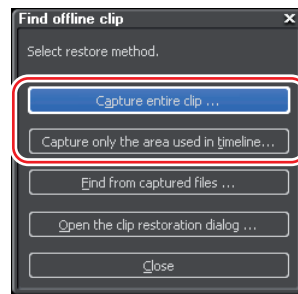 Find offline clip x
Select restore method.
Capture entire clip ...
Capture only the area used in timeline...
Find from captured files ...
Open the clip restoration dialog ...
Close